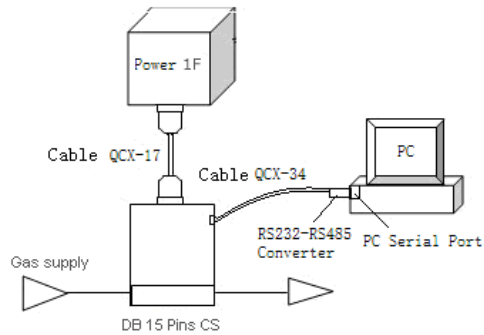 Power 1F
PC
Cable QCX-17
Cable QCX-34
RS232-RS485
Converter
PC Serial Port
Gas supply
DB 15 Pins CS